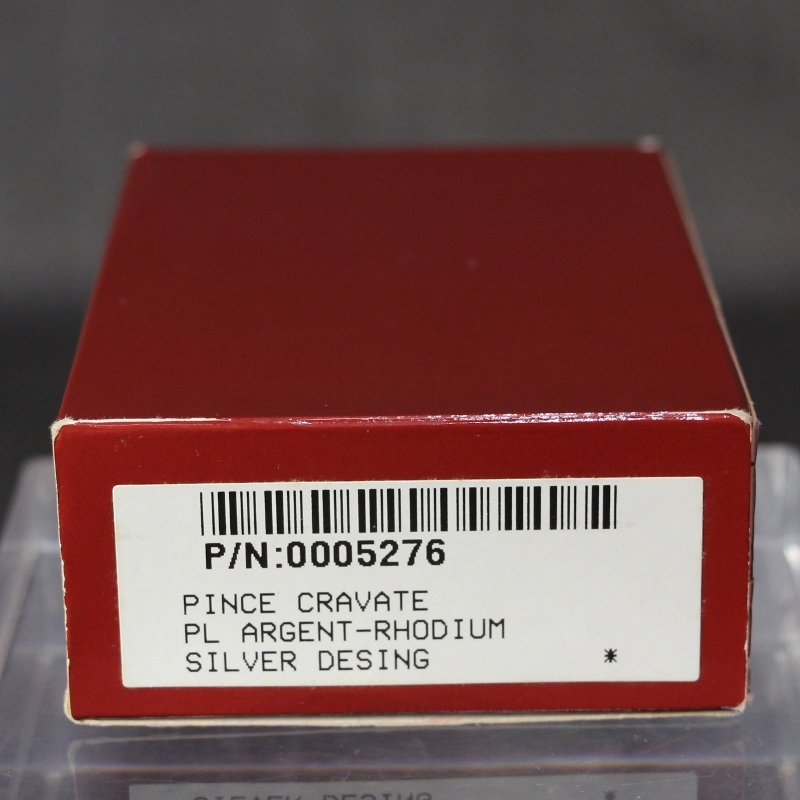 P/N:0005276
PINCE CRAVATE
PL ARGENT-RHODIUM
SILVER DESING *